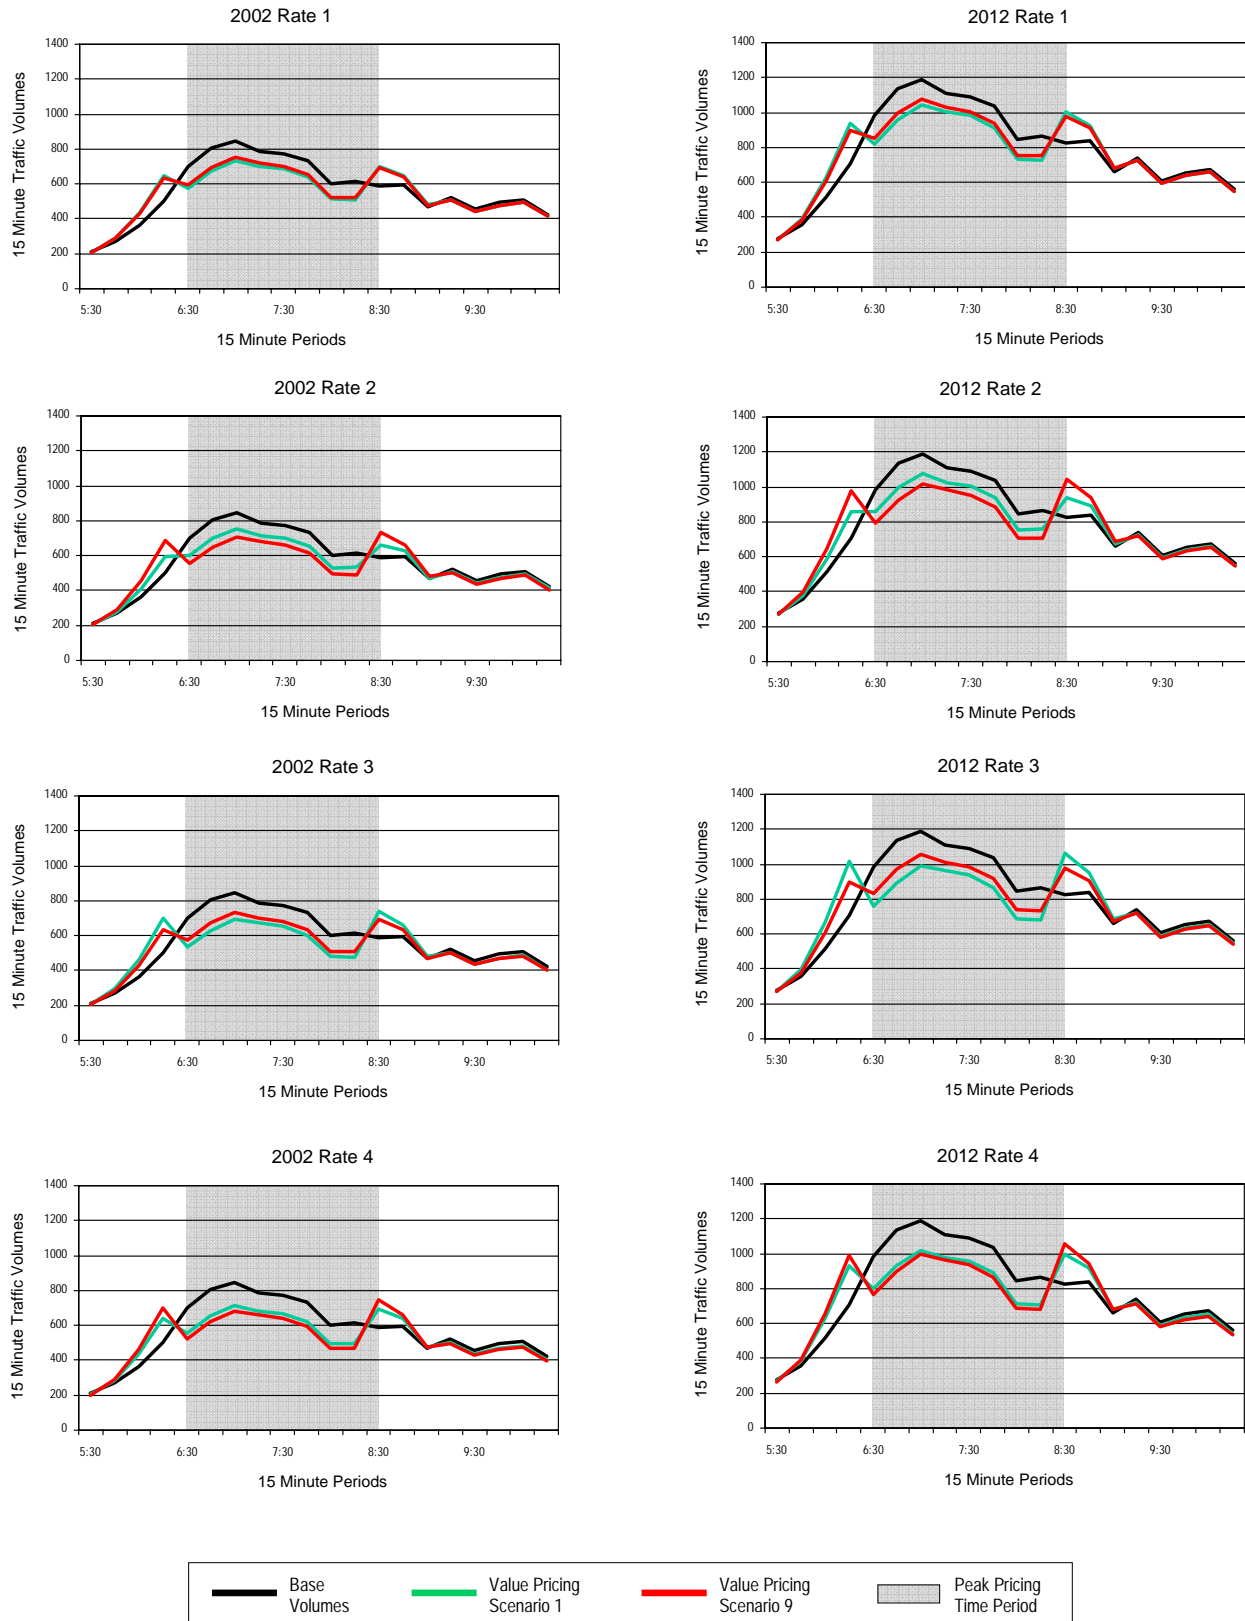 2002 Rate 1
15 Minute Traffic Volumes
1400
1200
1000
800
600
400
200
0
5:30 6:30 7:30 8:30 9:30
15 Minute Periods
2012 Rate 1
15 Minute Traffic Volumes
1400
1200
1000
800
600
400
200
0
5:30 6:30 7:30 8:30 9:30
15 Minute Periods
2002 Rate 2
15 Minute Traffic Volumes
1400
1200
1000
800
600
400
200
0
5:30 6:30 7:30 8:30 9:30
15 Minute Periods
2012 Rate 2
15 Minute Traffic Volumes
1400
1200
1000
800
600
400
200
0
5:30 6:30 7:30 8:30 9:30
15 Minute Periods
2002 Rate 3
15 Minute Traffic Volumes
1400
1200
1000
800
600
400
200
0
5:30 6:30 7:30 8:30 9:30
15 Minute Periods
2012 Rate 3
15 Minute Traffic Volumes
1400
1200
1000
800
600
400
200
0
5:30 6:30 7:30 8:30 9:30
15 Minute Periods
2002 Rate 4
15 Minute Traffic Volumes
1400
1200
1000
800
600
400
200
0
5:30 6:30 7:30 8:30 9:30
15 Minute Periods
2012 Rate 4
15 Minute Traffic Volumes
1400
1200
1000
800
600
400
200
0
5:30 6:30 7:30 8:30 9:30
15 Minute Periods
Base
Volumes
Value Pricing
Scenario 1
Value Pricing
Scenario 9
Peak Pricing
Time Period